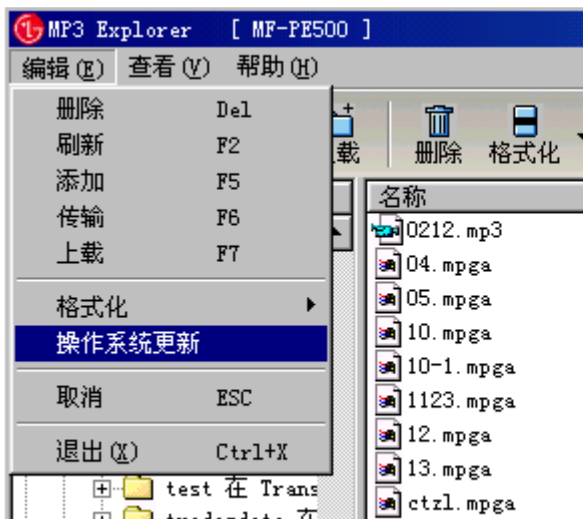 MP3 Explorer [ MF-PE500 ]
编辑(E) 查看(V) 帮助(H)
删除 Del
刷新 F2
添加 F5
传输 F6
上载 F7
格式化
操作系统更新
取消 ESC
退出(X) Ctrl+X
载 删除 格式化
名称
0212.mp3
04.mpga
05.mpga
10.mpga
10-1.mpga
1123.mpga
12.mpga
13.mpga
ctzl.mpga
test 在 Trans